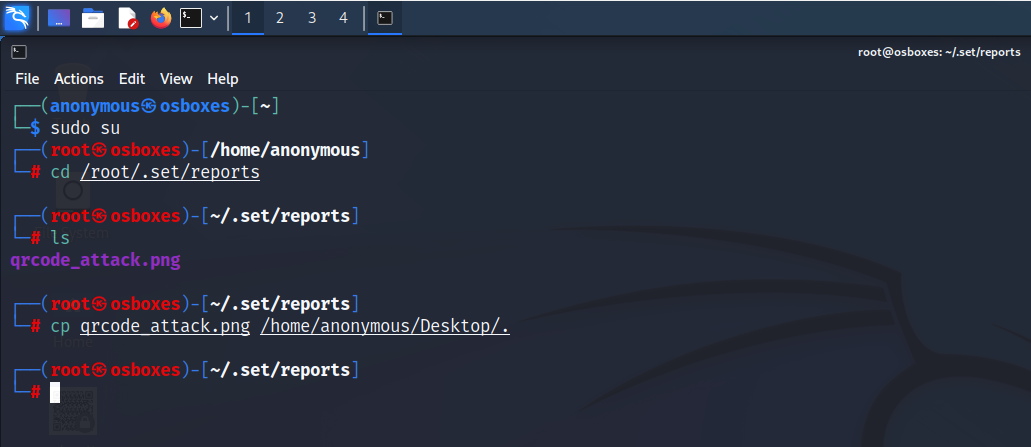 1 2 3 4
root@osboxes: ~/.set/reports
File Actions Edit View Help
┌──(anonymous㉿osboxes)-[~]
└─$ sudo su
┌──(root㉿osboxes)-[/home/anonymous]
└─# cd /root/.set/reports
┌──(root㉿osboxes)-[~/.set/reports]
└─# ls
qrcode_attack.png
┌──(root㉿osboxes)-[~/.set/reports]
└─# cp qrcode_attack.png /home/anonymous/Desktop/.
┌──(root㉿osboxes)-[~/.set/reports]
└─#
Home